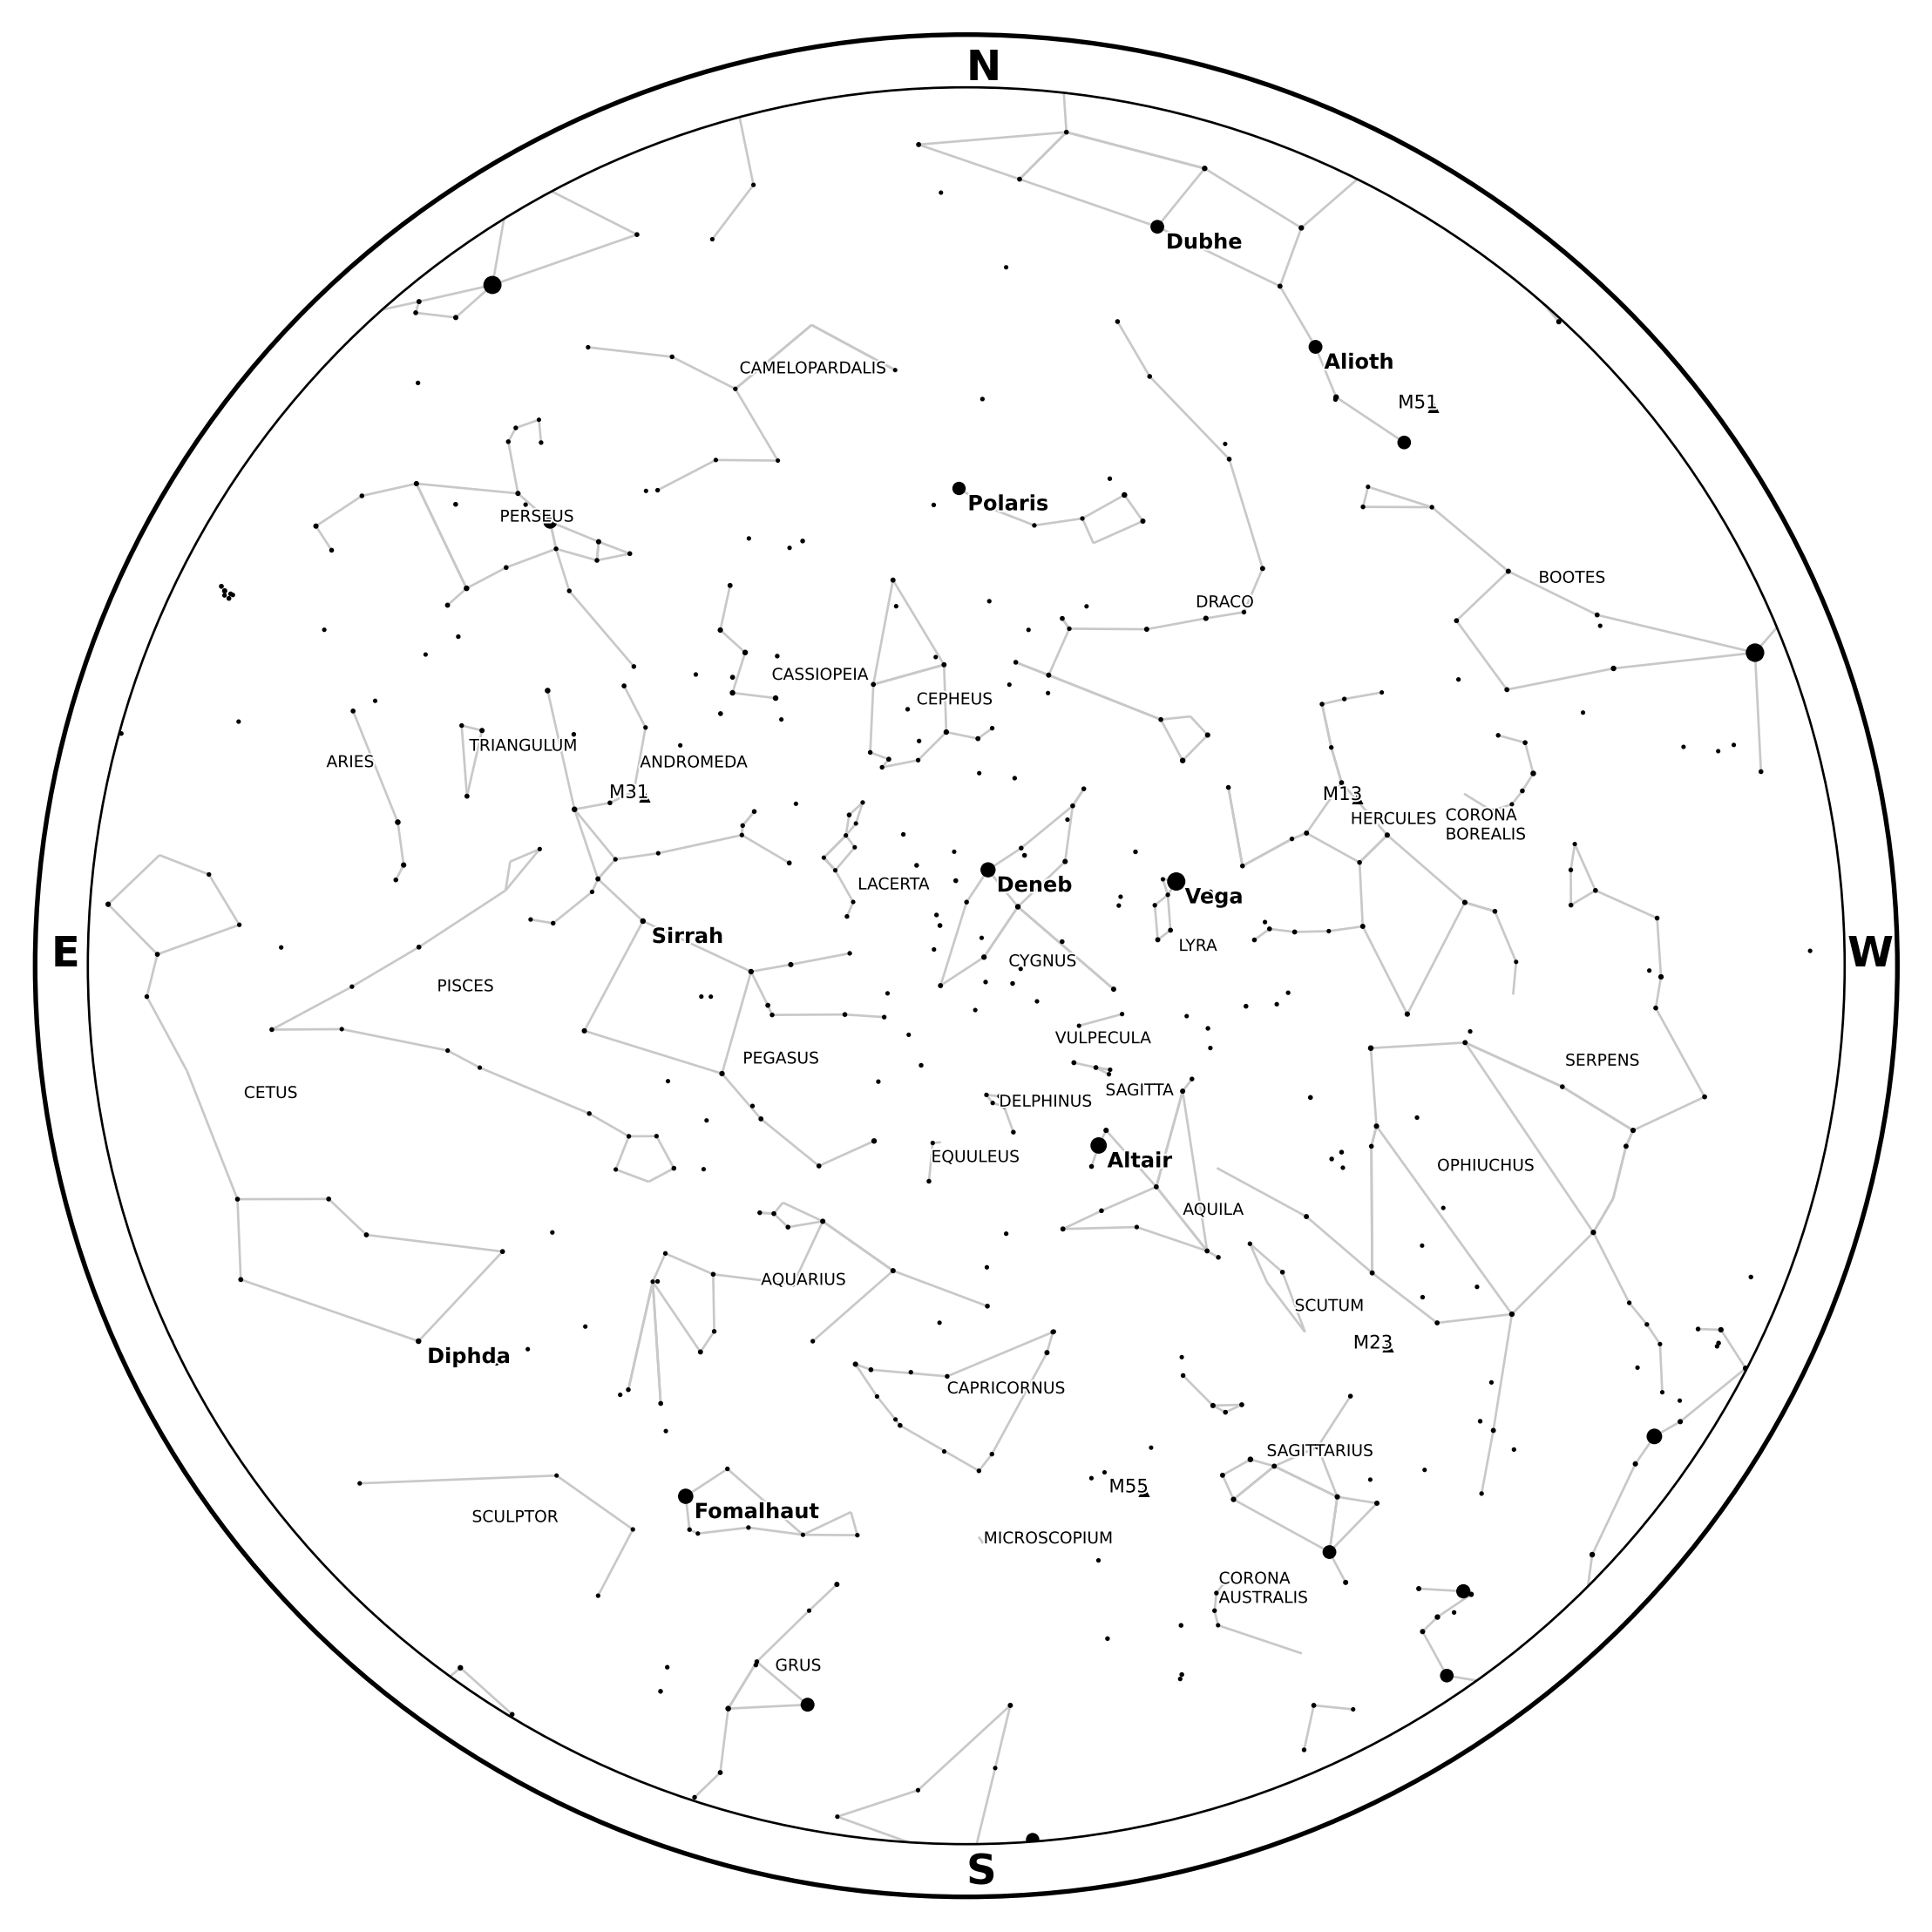 N
Dubhe
Alioth
CAMELOPARDALIS
M51
Polaris
PERSEUS
BOOTES
DRACO
CASSIOPEIA
CEPHEUS
TRIANGULUM
ARIES
ANDROMEDA
M31
M13
HERCULES
CORONA
BOREALIS
LACERTA
Deneb
Vega
Sirrah
LYRA
E
W
CYGNUS
PISCES
VULPECULA
PEGASUS
SERPENS
CETUS
SAGITTA
DELPHINUS
EQUULEUS
Altair
OPHIUCHUS
AQUILA
AQUARIUS
SCUTUM
M23
Diphda
CAPRICORNUS
SAGITTARIUS
M55
Fomalhaut
SCULPTOR
MICROSCOPIUM
CORONA
AUSTRALIS
GRUS
S